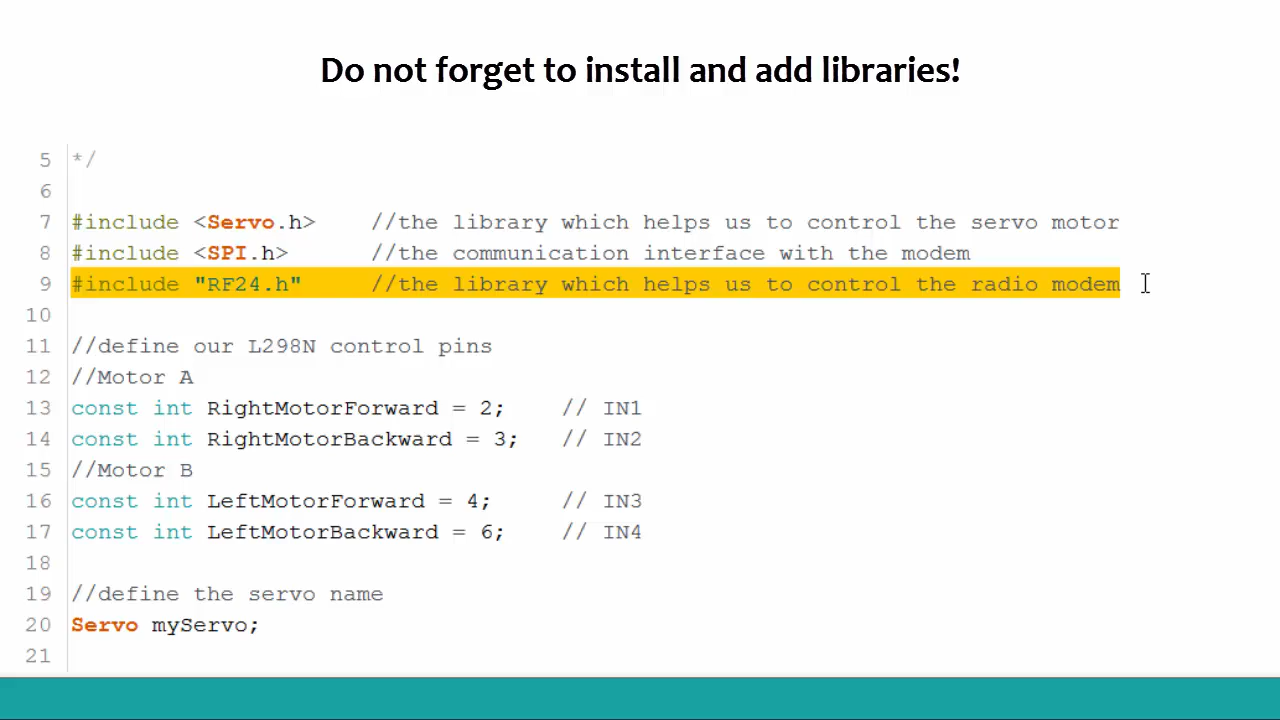 Do not forget to install and add libraries!
5 */
6
7 #include <Servo.h> //the library which helps us to control the servo motor
8 #include <SPI.h> //the communication interface with the modem
9 #include "RF24.h" //the library which helps us to control the radio modem
10
11 //define our L298N control pins
12 //Motor A
13 const int RightMotorForward = 2; // IN1
14 const int RightMotorBackward = 3; // IN2
15 //Motor B
16 const int LeftMotorForward = 4; // IN3
17 const int LeftMotorBackward = 6; // IN4
18
19 //define the servo name
20 Servo myServo;
21